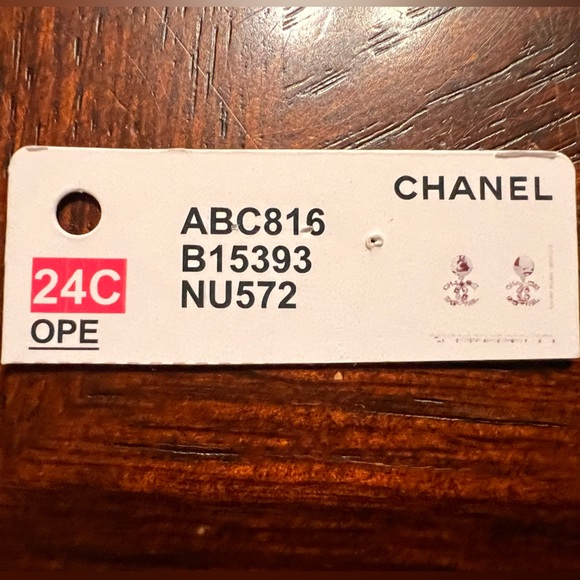 CHANEL
ABC816
B15393
NU572
24C
OPE